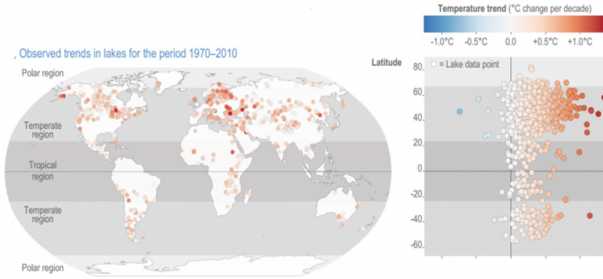 Temperature trend (°C change per decade)
-1.0°C -0.5°C 0.0 +0.5°C +1.0°C
, Observed trends in lakes for the period 1970–2010
Polar region
Temperate
region
Tropical
region
Temperate
region
Polar region
Latitude
= Lake data point
80
60
40
20
0
-20
-40
-60